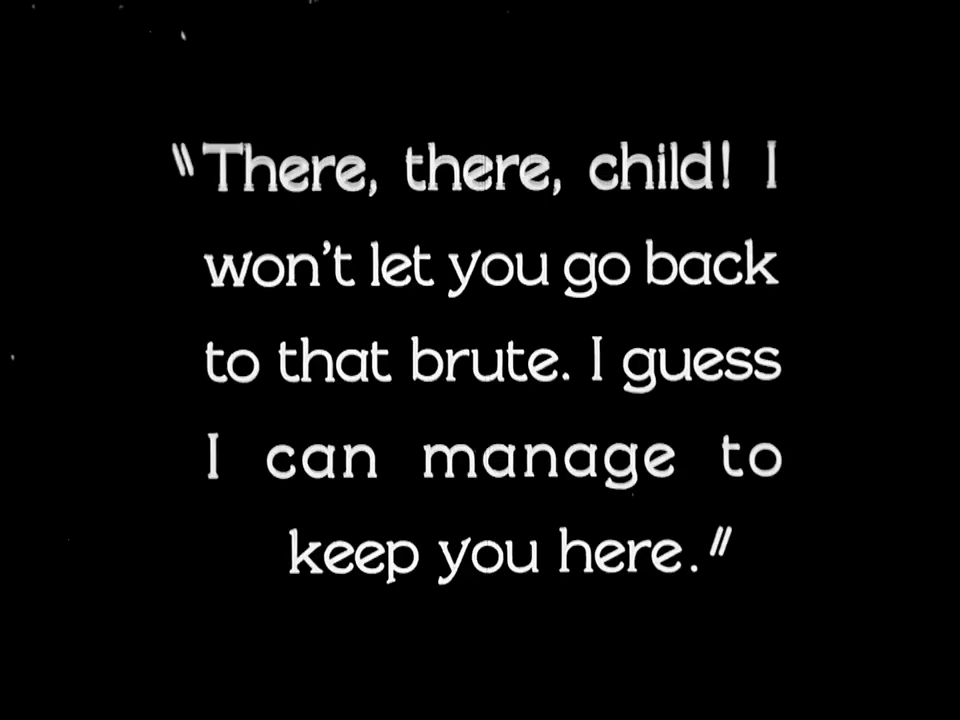 "There, there, child! I
won't let you go back
to that brute. I guess
I can manage to
keep you here."